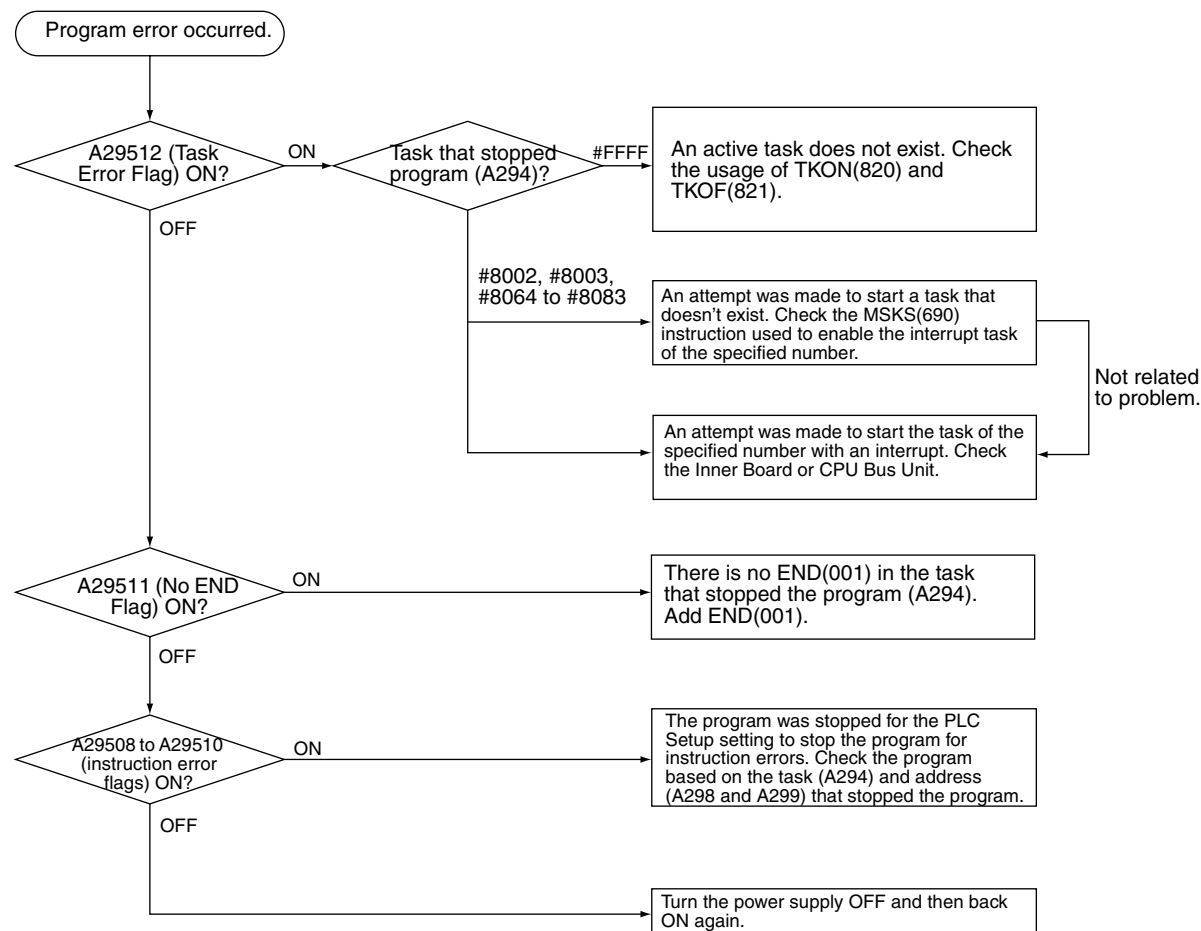 Program error occurred.
A29512 (Task
Error Flag) ON?
ON
Task that stopped
program (A294)?
#FFFF
An active task does not exist. Check
the usage of TKON(820) and
TKOF(821).
OFF
#8002, #8003,
#8064 to #8083
An attempt was made to start a task that
doesn't exist. Check the MSKS(690)
instruction used to enable the interrupt task
of the specified number.
Not related
to problem.
An attempt was made to start the task of the
specified number with an interrupt. Check
the Inner Board or CPU Bus Unit.
A29511 (No END
Flag) ON?
ON
There is no END(001) in the task
that stopped the program (A294).
Add END(001).
OFF
A29508 to A29510
(instruction error
flags) ON?
ON
The program was stopped for the PLC
Setup setting to stop the program for
instruction errors. Check the program
based on the task (A294) and address
(A298 and A299) that stopped the program.
OFF
Turn the power supply OFF and then back
ON again.